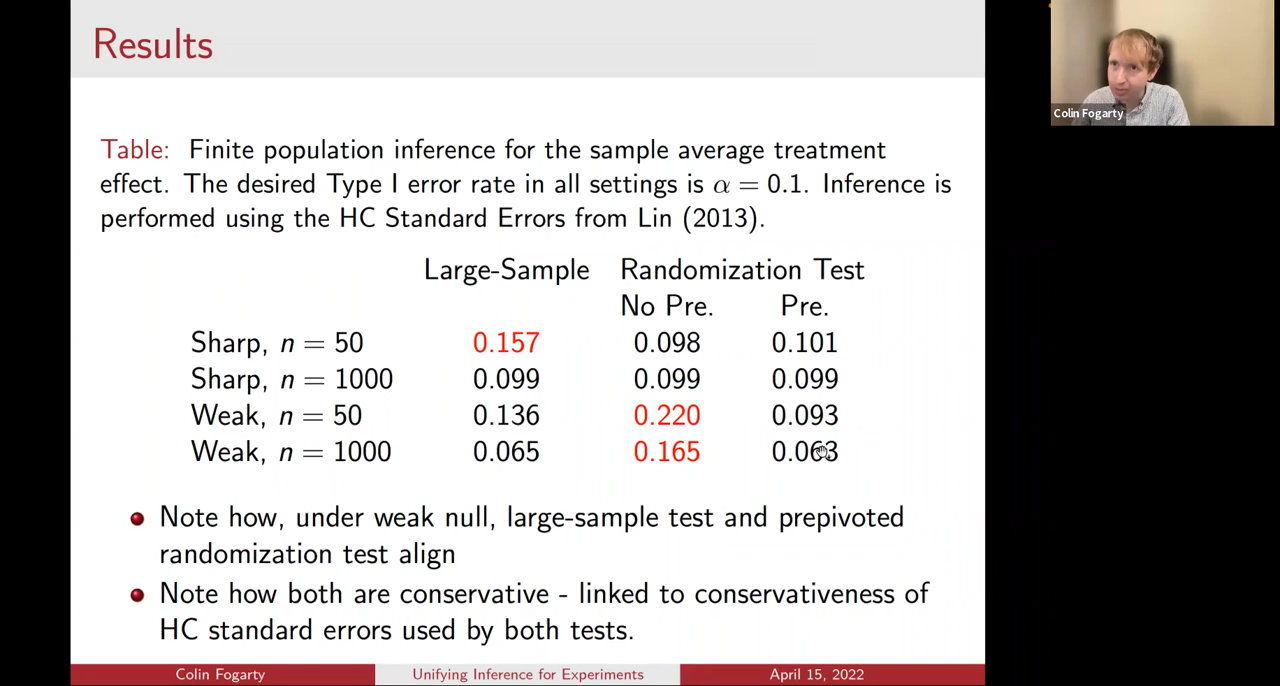 Results
Table: Finite population inference for the sample average treatment
effect. The desired Type I error rate in all settings is α = 0.1. Inference is
performed using the HC Standard Errors from Lin (2013).
Large-Sample Randomization Test
No Pre. Pre.
Sharp, n = 50 0.157 0.098 0.101
Sharp, n = 1000 0.099 0.099 0.099
Weak, n = 50 0.136 0.220 0.093
Weak, n = 1000 0.065 0.165 0.063
Note how, under weak null, large-sample test and prepivoted
randomization test align
Note how both are conservative - linked to conservativeness of
HC standard errors used by both tests.
Colin Fogarty Unifying Inference for Experiments April 15, 2022
Colin Fogarty